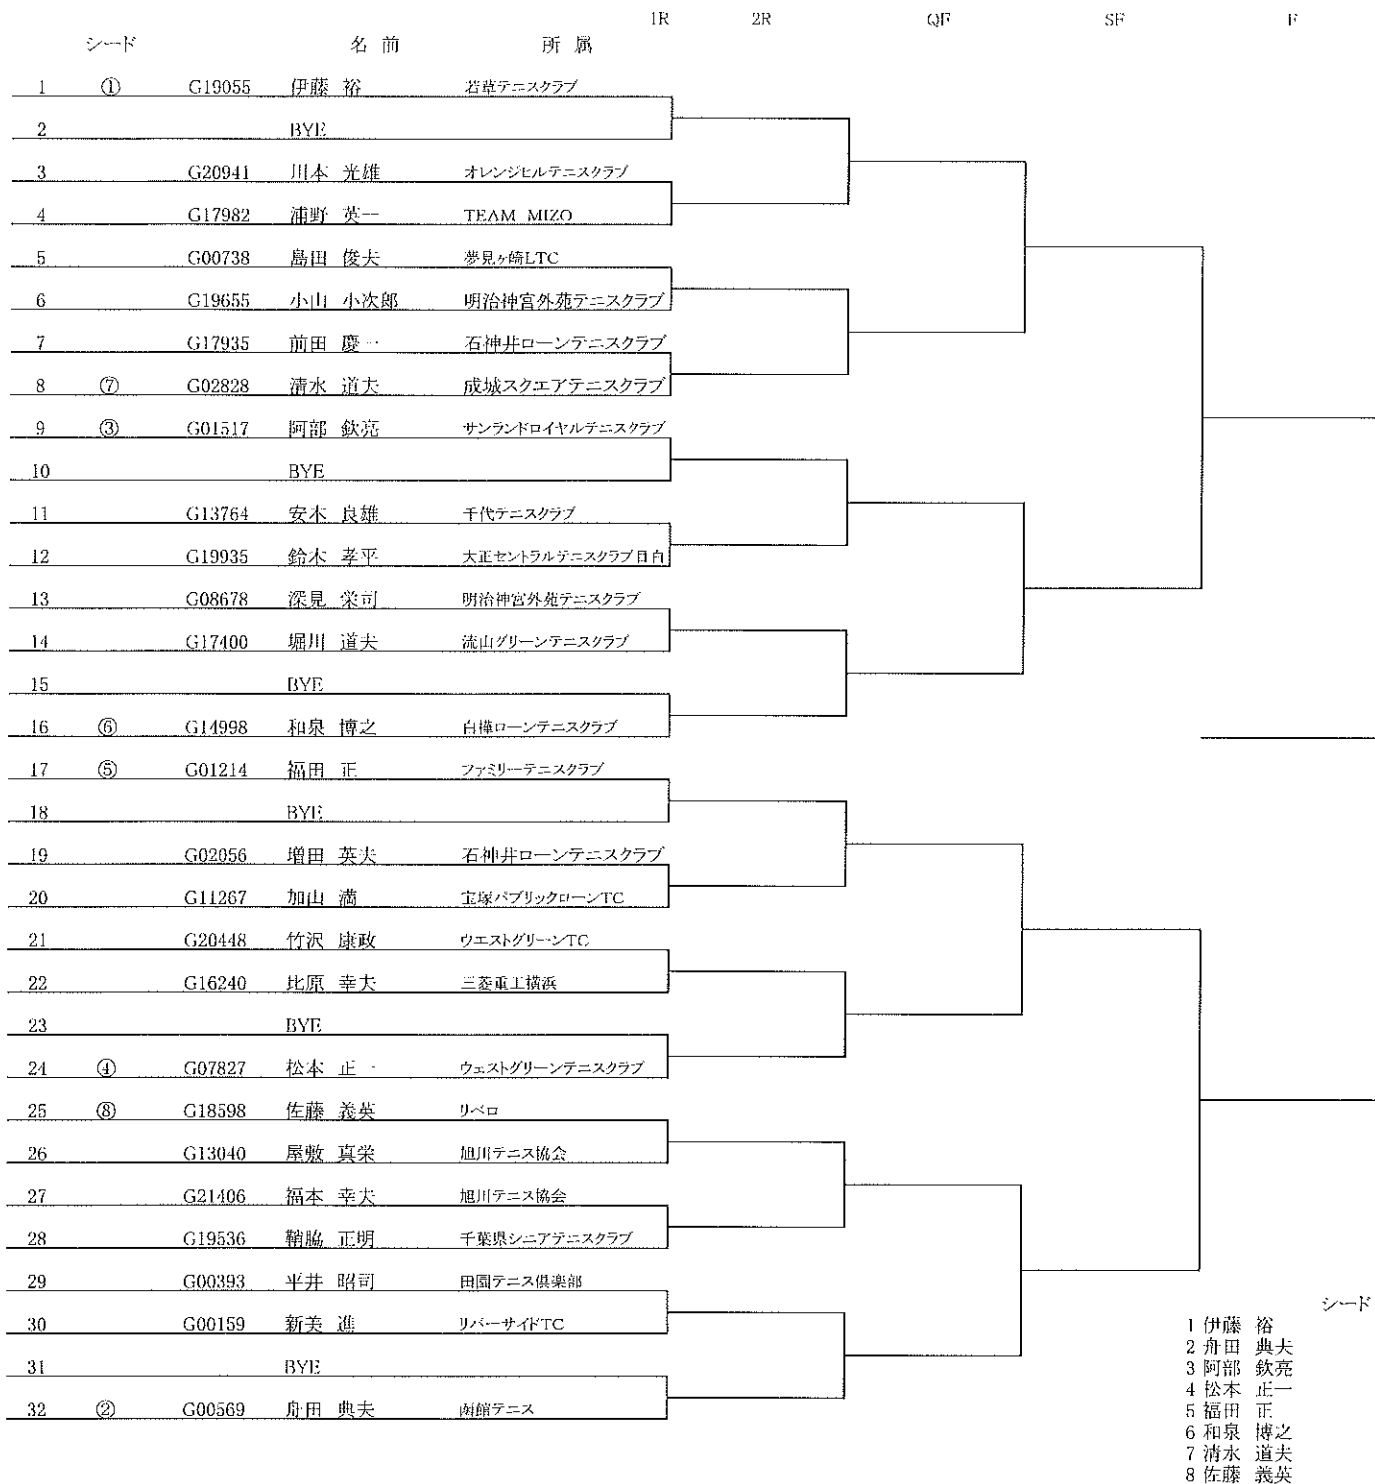 1R 2R QF SF F
シード 名前 所属
1 ① G19055 伊藤 裕 若草テニスクラブ
2 BYE
3 G20941 川本 光雄 オレンジヒルテニスクラブ
4 G17982 浦野 英一 TEAM MIZO
5 G00738 島田 俊夫 夢見ヶ崎LTC
6 G19655 小山 小次郎 明治神宮外苑テニスクラブ
7 G17935 前田 慶一 石神井ローンテニスクラブ
8 ⑦ G02828 清水 道夫 成城スクエアテニスクラブ
9 ③ G01517 阿部 欽亮 サンランドロイヤルテニスクラブ
10 BYE
11 G13764 安木 良雄 千代テニスクラブ
12 G19935 鈴木 孝平 大正セントラルテニスクラブ目白
13 G08678 深見 栄司 明治神宮外苑テニスクラブ
14 G17400 堀川 道夫 流山グリーンテニスクラブ
15 BYE
16 ⑥ G14998 和泉 博之 白樺ローンテニスクラブ
17 ⑤ G01214 福田 正 ファミリーテニスクラブ
18 BYE
19 G02056 増田 英夫 石神井ローンテニスクラブ
20 G11267 加山 満 宝塚パブリックローンTC
21 G20448 竹沢 康政 ウエストグリーンTC
22 G16240 比原 幸夫 三菱重工横浜
23 BYE
24 ④ G07827 松本 正一 ウェストグリーンテニスクラブ
25 ⑧ G18598 佐藤 義英 リベロ
26 G13040 屋敷 真栄 旭川テニス協会
27 G21406 福本 幸夫 旭川テニス協会
28 G19536 鞘脇 正明 千葉県シニアテニスクラブ
29 G00393 平井 昭司 田園テニス倶楽部
30 G00159 新美 進 リバーサイドTC
31 BYE
32 ② G00569 舟田 典夫 函館テニス
シード
1 伊藤 裕
2 舟田 典夫
3 阿部 欽亮
4 松本 正一
5 福田 正
6 和泉 博之
7 清水 道夫
8 佐藤 義英